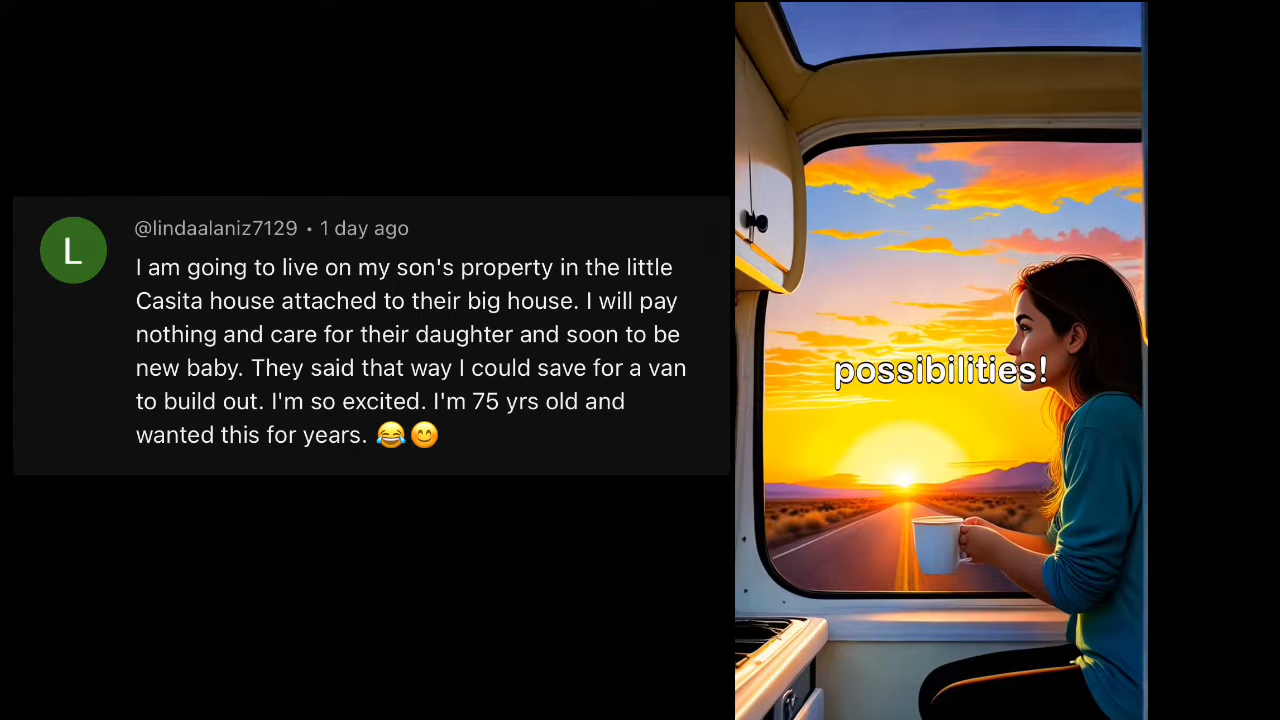 L
@lindaalaniz7129 • 1 day ago
I am going to live on my son's property in the little
Casita house attached to their big house. I will pay
nothing and care for their daughter and soon to be
new baby. They said that way I could save for a van
to build out. I'm so excited. I'm 75 yrs old and
wanted this for years. 😂😊
possibilities!